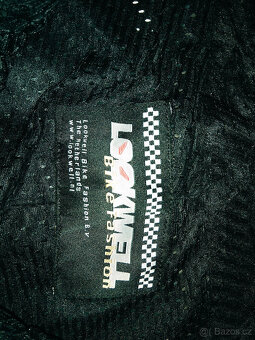 LOOKWELL
Bike Fashion
Lookwell Bike Fashion B.V.
The Netherlands
www.lookwell.nl
© Bazos.cz